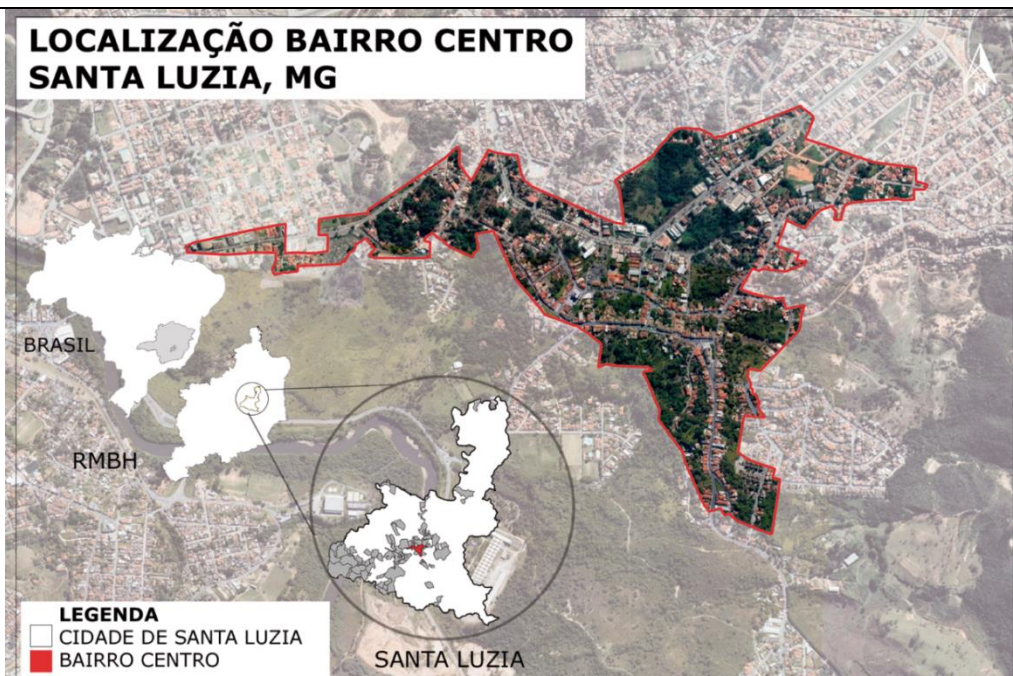 LOCALIZAÇÃO BAIRRO CENTRO
SANTA LUZIA, MG
N
BRASIL
RMBH
SANTA LUZIA
LEGENDA
CIDADE DE SANTA LUZIA
BAIRRO CENTRO